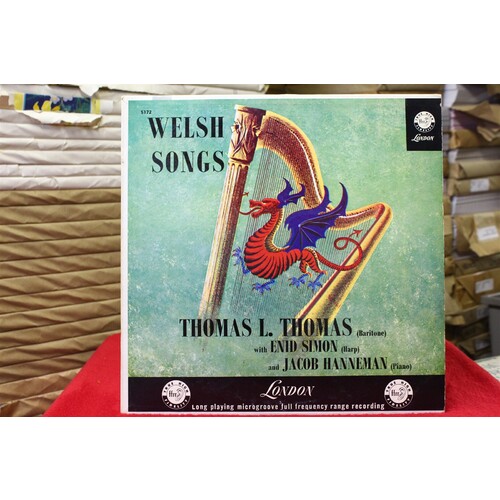 5172
WELSH
SONGS
LONDON
THOMAS L. THOMAS (Baritone)
with ENID SIMON (Harp)
and JACOB HANNEMAN (Piano)
LONDON
Long playing microgroove full frequency range recording